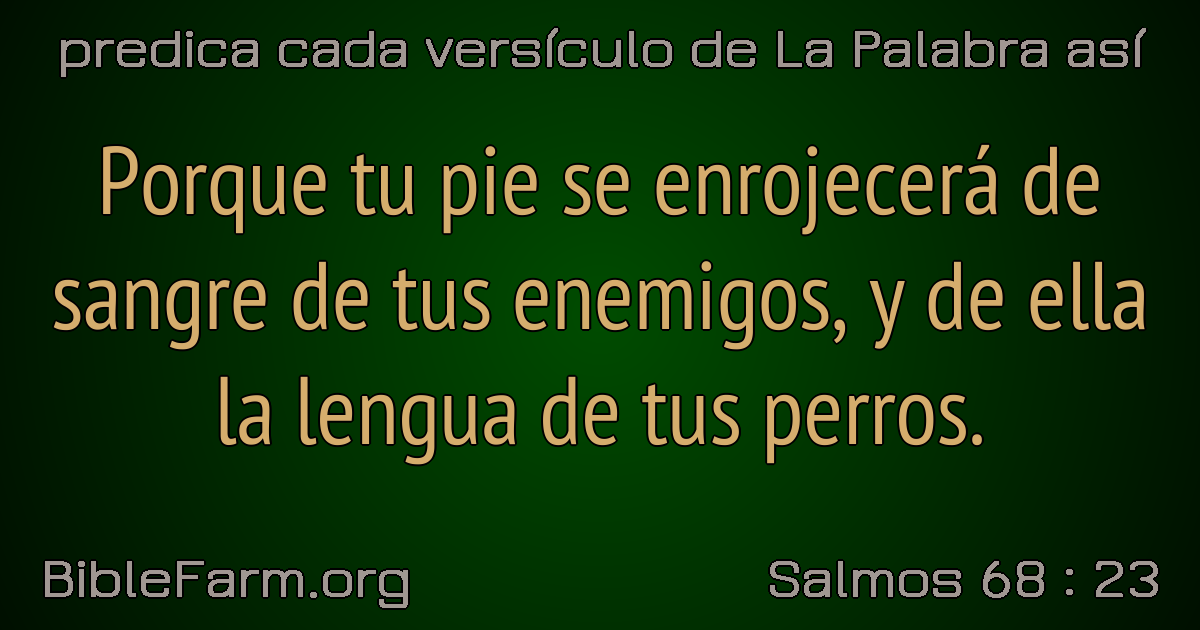 predica cada versículo de La Palabra así
Porque tu pie se enrojecerá de
sangre de tus enemigos, y de ella
la lengua de tus perros.
BibleFarm.org
Salmos 68 : 23